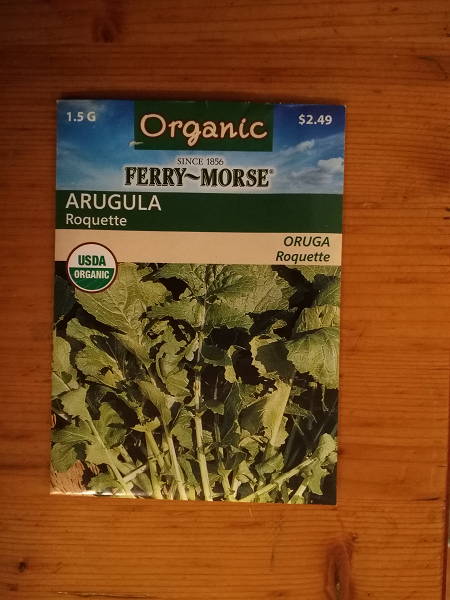 1.5 G
Organic
$2.49
SINCE 1856
FERRY~MORSE®
ARUGULA
Roquette
ORUGA
Roquette
USDA
ORGANIC